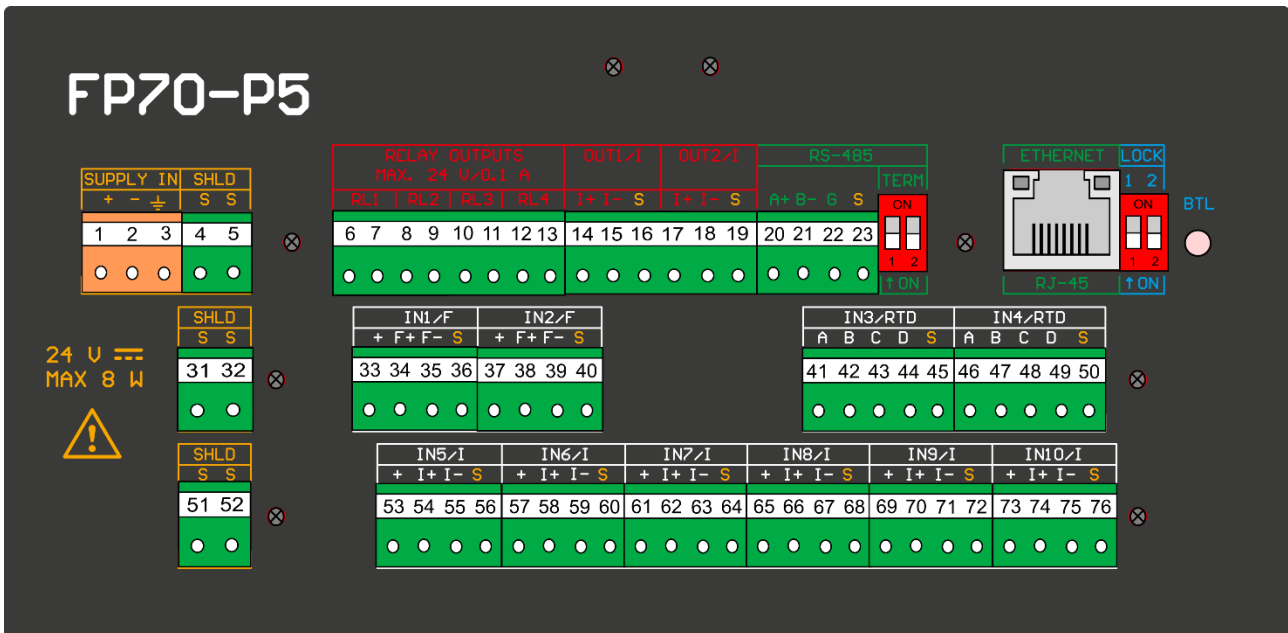 FP70-P5
RELAY OUTPUTS OUT1/I OUT2/I RS-485 ETHERNET LOCK
MAX. 24 V/0.1 A
SUPPLY IN SHLD TERM 1 2
+ - ⏚ S S RL1 RL2 RL3 RL4 I+ I- S I+ I- S A+ B- G S ON ON BTL
1 2 3 4 5 6 7 8 9 10 11 12 13 14 15 16 17 18 19 20 21 22 23
1 2 1 2
↑ON RJ-45 ↑ON
SHLD IN1/F IN2/F IN3/RTD IN4/RTD
S S + F+ F- S + F+ F- S A B C D S A B C D S
24 V ⎓
31 32 33 34 35 36 37 38 39 40 41 42 43 44 45 46 47 48 49 50
MAX 8 W
SHLD IN5/I IN6/I IN7/I IN8/I IN9/I IN10/I
S S + I+ I- S + I+ I- S + I+ I- S + I+ I- S + I+ I- S + I+ I- S
51 52 53 54 55 56 57 58 59 60 61 62 63 64 65 66 67 68 69 70 71 72 73 74 75 76